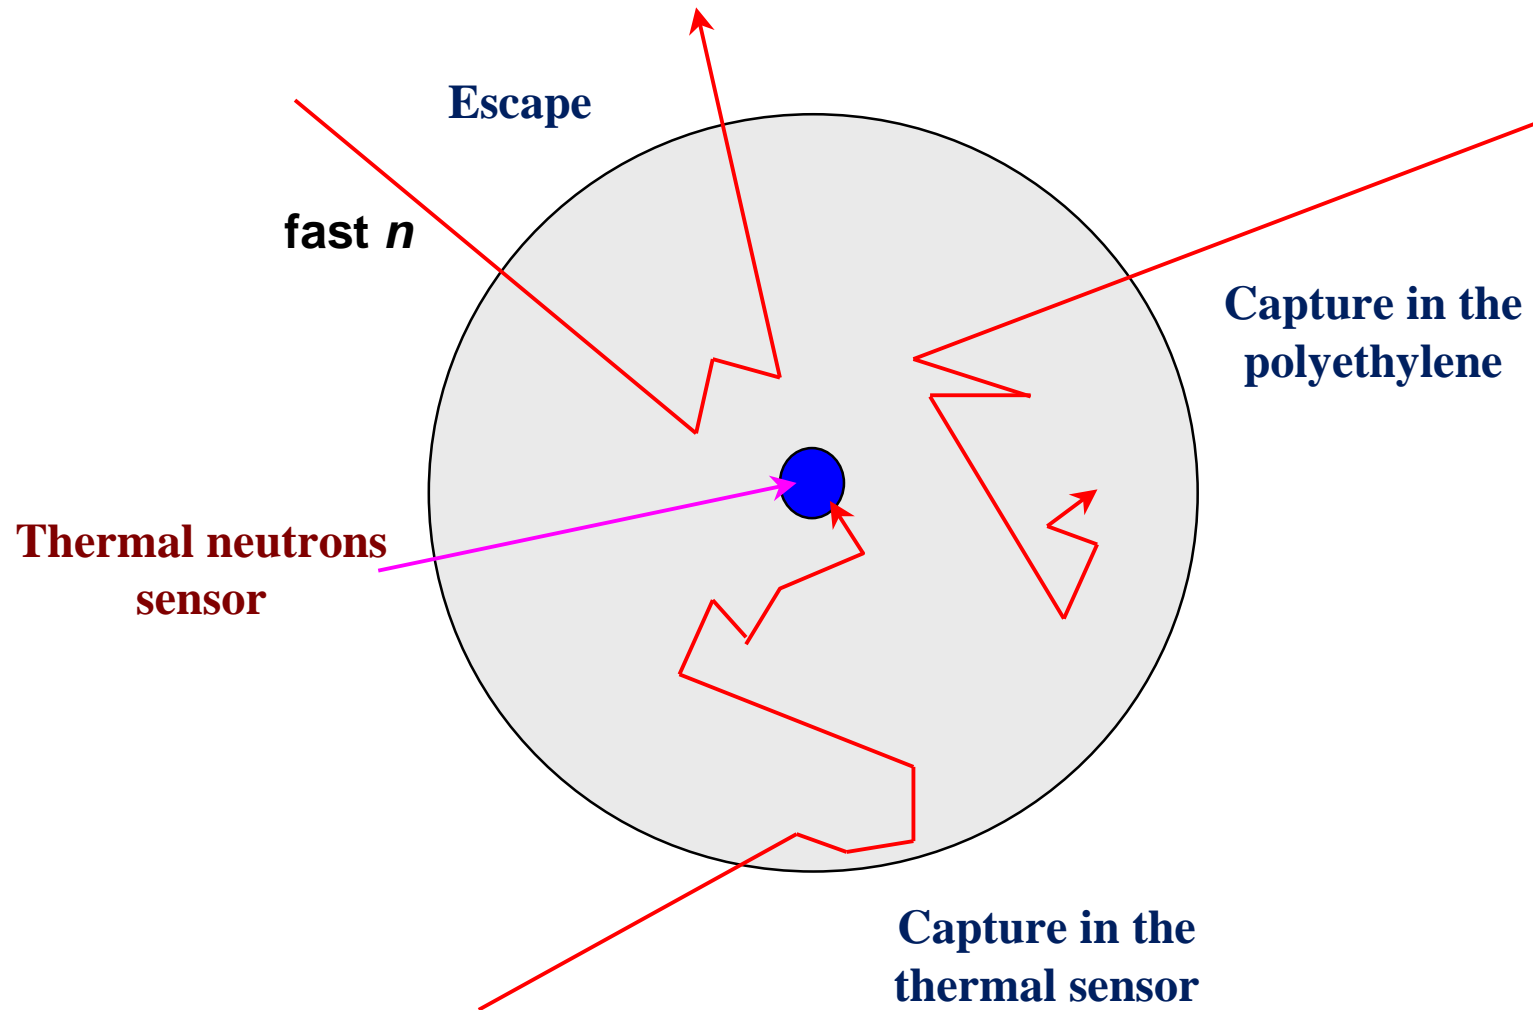 Escape
fast n
Capture in the
polyethylene
Thermal neutrons
sensor
Capture in the
thermal sensor